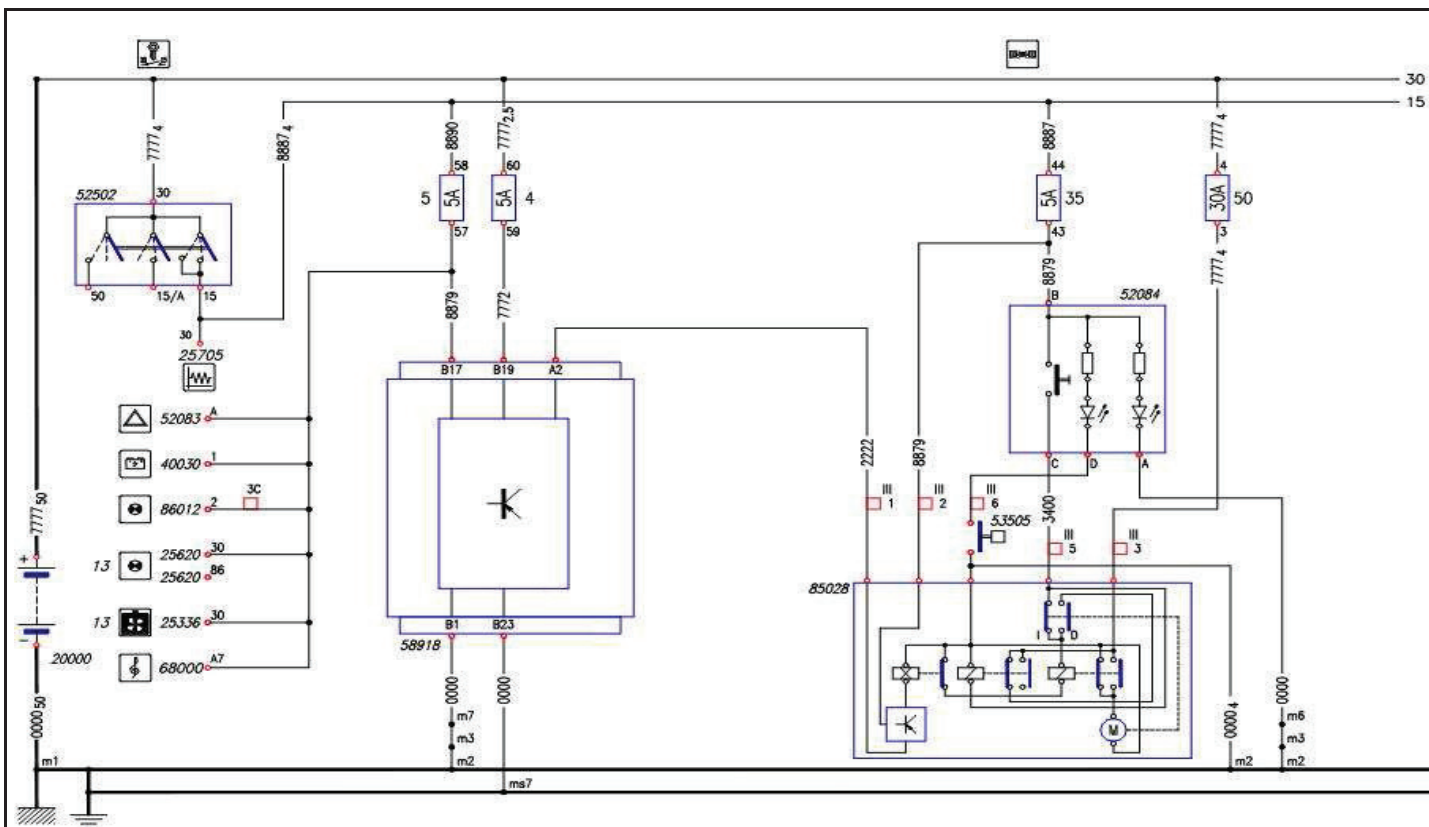 30
15
7777 4
8887 4
8890
7777 2.5
8887
7777 4
52502
30
58
60
44
4
5
5A
5A
4
5A
35
30A
50
57
59
43
3
50
15/A
15
8879
7772
8879
7777 4
B
52084
30
25705
B17
B19
A2
52083
A
40030
1
2222
8879
C
D
A
3C
86012
2
III
1
III
2
III
6
3400
53505
7777 50
13
25620
30
25620
86
III
5
III
3
+
85028
13
25336
30
B1
B23
58918
I
D
-
20000
68000
A7
0000 50
0000
0000
M
0000 4
0000
m7
m3
m6
m3
m1
m2
m2
m2
ms7